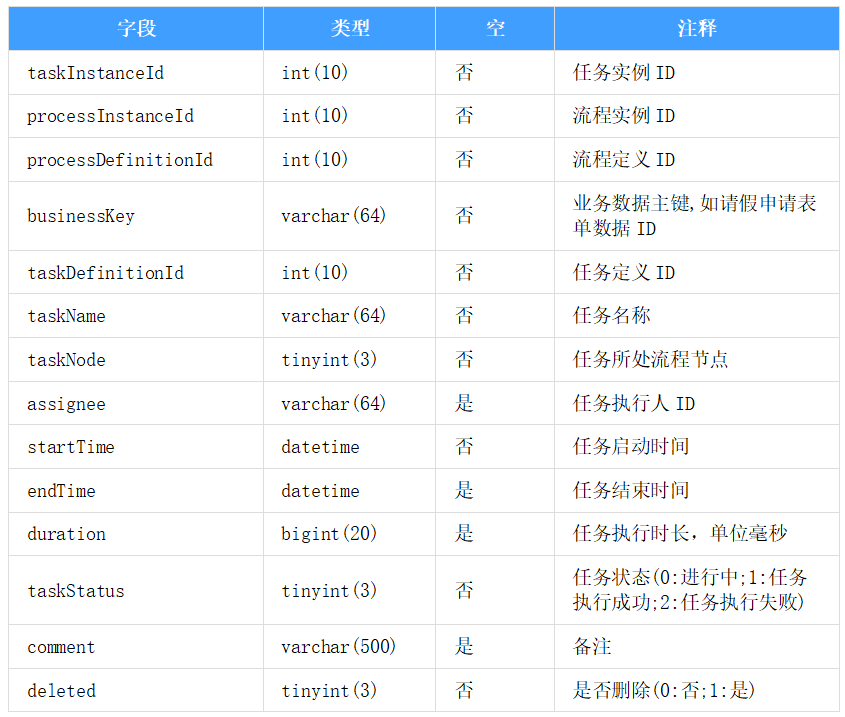 字段 类型 空 注释
taskInstanceId int(10) 否 任务实例 ID
processInstanceId int(10) 否 流程实例 ID
processDefinitionId int(10) 否 流程定义 ID
businessKey varchar(64) 否 业务数据主键,如请假申请表
单数据 ID
taskDefinitionId int(10) 否 任务定义 ID
taskName varchar(64) 否 任务名称
taskNode tinyint(3) 否 任务所处流程节点
assignee varchar(64) 是 任务执行人 ID
startTime datetime 否 任务启动时间
endTime datetime 是 任务结束时间
duration bigint(20) 是 任务执行时长，单位毫秒
taskStatus tinyint(3) 否 任务状态(0:进行中;1:任务
执行成功;2:任务执行失败)
comment varchar(500) 是 备注
deleted tinyint(3) 否 是否删除(0:否;1:是)